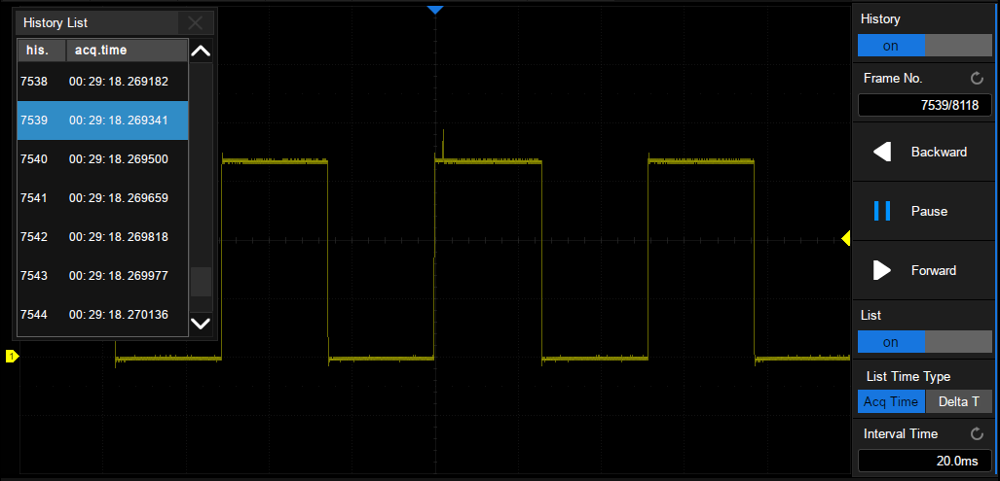 History List
his. acq.time
7538 00:29:18.269182
7539 00:29:18.269341
7540 00:29:18.269500
7541 00:29:18.269659
7542 00:29:18.269818
7543 00:29:18.269977
7544 00:29:18.270136
1
History
on
Frame No.
7539/8118
Backward
Pause
Forward
List
on
List Time Type
Acq Time Delta T
Interval Time
20.0ms